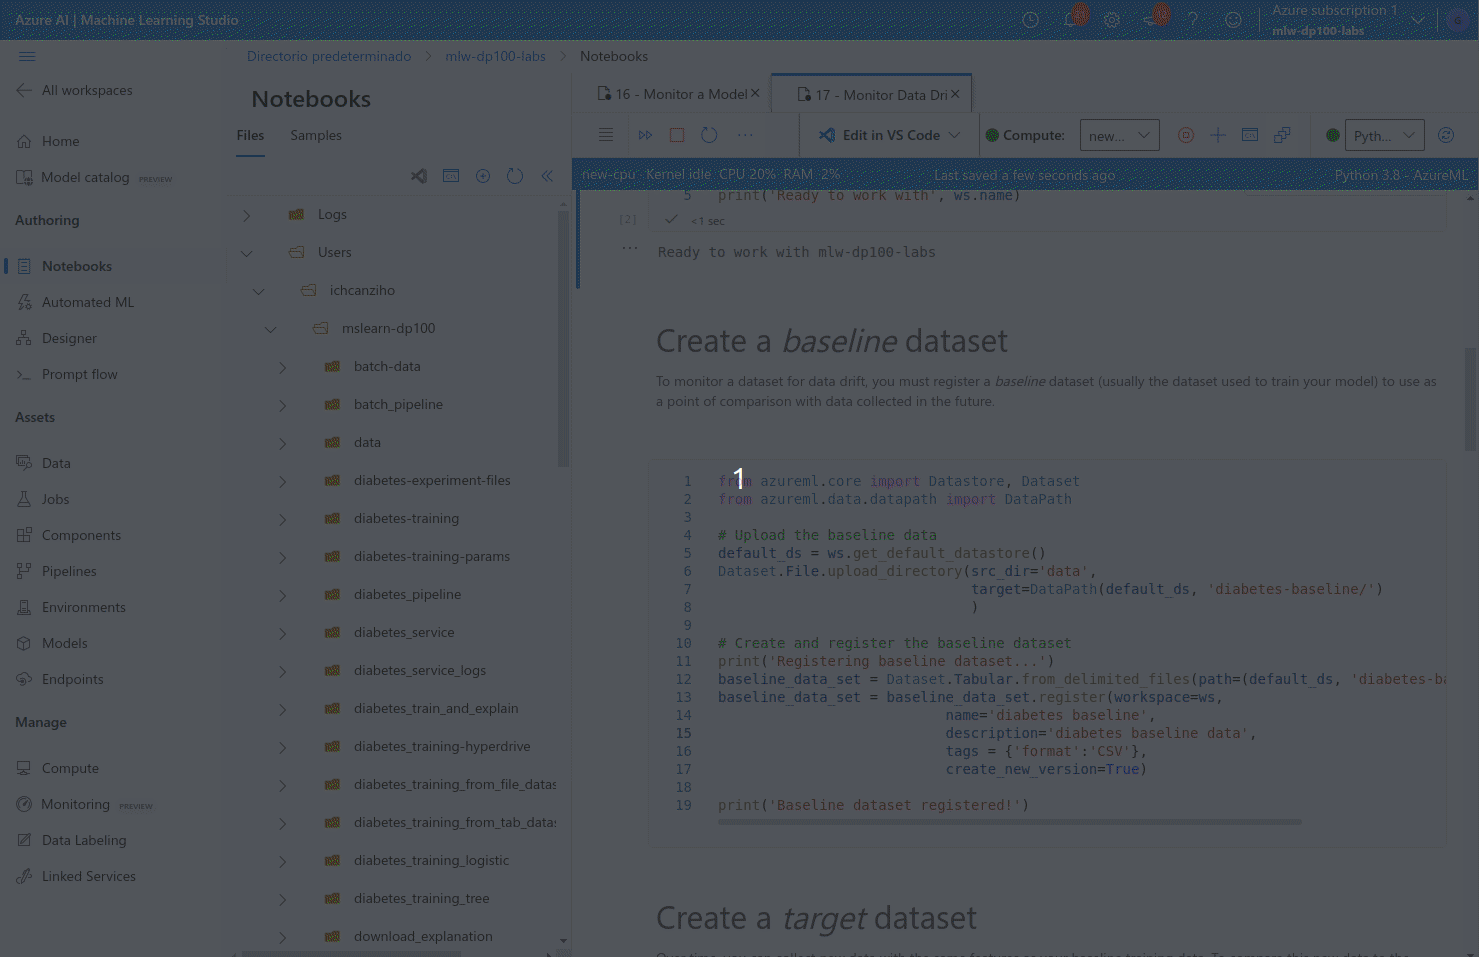 Azure AI | Machine Learning Studio
Azure subscription 1
mlw-dp100-labs
Directorio predeterminado
mlw-dp100-labs
Notebooks
All workspaces
Home
Model catalog PREVIEW
Authoring
Notebooks
Automated ML
Designer
Prompt flow
Assets
Data
Jobs
Components
Pipelines
Environments
Models
Endpoints
Manage
Compute
Monitoring PREVIEW
Data Labeling
Linked Services
Notebooks
Files
Samples
Logs
Users
ichcanziho
mslearn-dp100
batch-data
batch_pipeline
data
diabetes-experiment-files
diabetes-training
diabetes-training-params
diabetes_pipeline
diabetes_service
diabetes_service_logs
diabetes_train_and_explain
diabetes_training-hyperdrive
diabetes_training_from_file_datas
diabetes_training_from_tab_datas
diabetes_training_logistic
diabetes_training_tree
download_explanation
16 - Monitor a Model
17 - Monitor Data Dri
Edit in VS Code
Compute:
new...
Pyth...
new-cpu · Kernel idle CPU 20% RAM 2%
Last saved a few seconds ago
Python 3.8 - AzureML
5 print('Ready to work with', ws.name)
[2]
<1 sec
Ready to work with mlw-dp100-labs
Create a baseline dataset
To monitor a dataset for data drift, you must register a baseline dataset (usually the dataset used to train your model) to use as
a point of comparison with data collected in the future.
1
1 from azureml.core import Datastore, Dataset
2 from azureml.data.datapath import DataPath
3
4 # Upload the baseline data
5 default_ds = ws.get_default_datastore()
6 Dataset.File.upload_directory(src_dir='data',
7 target=DataPath(default_ds, 'diabetes-baseline/')
8 )
9
10 # Create and register the baseline dataset
11 print('Registering baseline dataset...')
12 baseline_data_set = Dataset.Tabular.from_delimited_files(path=(default_ds, 'diabetes-ba
13 baseline_data_set = baseline_data_set.register(workspace=ws,
14 name='diabetes baseline',
15 description='diabetes baseline data',
16 tags = {'format':'CSV'},
17 create_new_version=True)
18
19 print('Baseline dataset registered!')
Create a target dataset